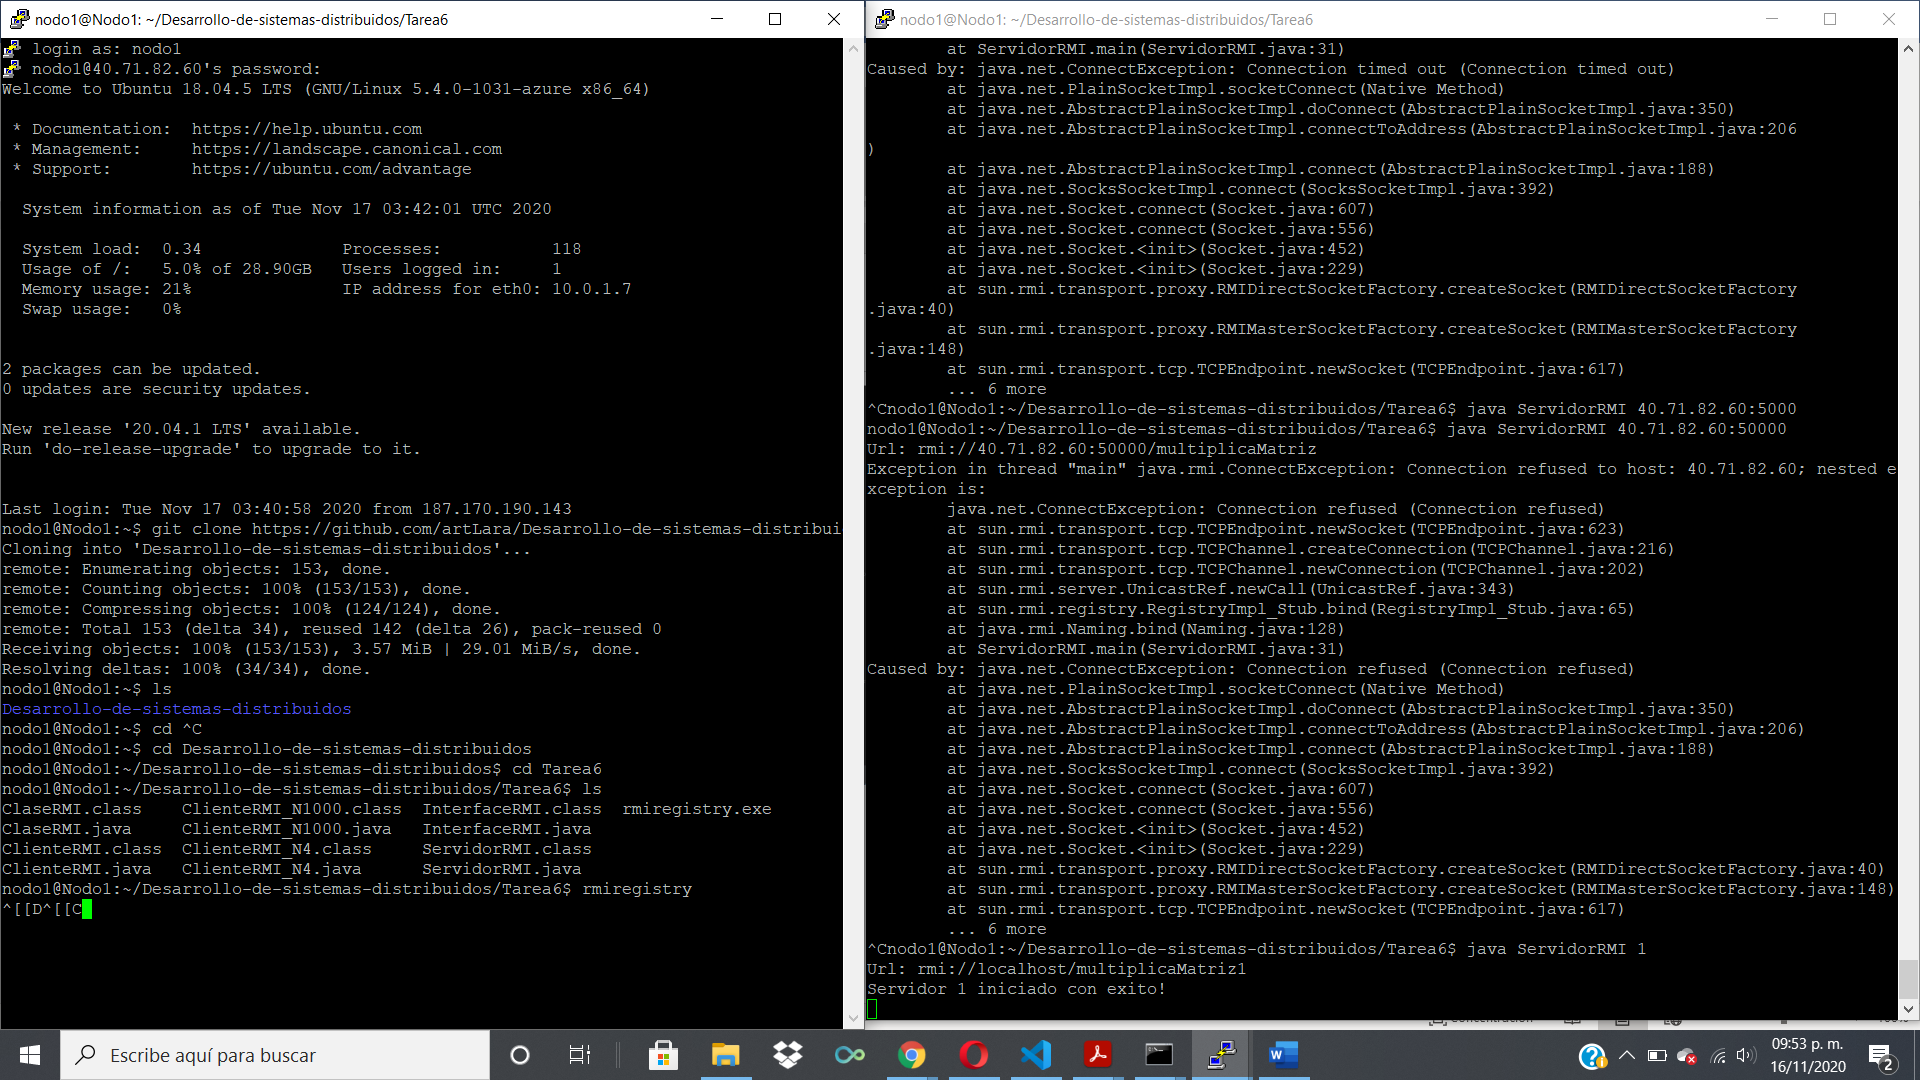 nodo1@Nodo1: ~/Desarrollo-de-sistemas-distribuidos/Tarea6
login as: nodo1
nodo1@40.71.82.60's password:
Welcome to Ubuntu 18.04.5 LTS (GNU/Linux 5.4.0-1031-azure x86_64)
* Documentation:  https://help.ubuntu.com
* Management:     https://landscape.canonical.com
* Support:        https://ubuntu.com/advantage
System information as of Tue Nov 17 03:42:01 UTC 2020
System load:  0.34              Processes:           118
Usage of /:   5.0% of 28.90GB   Users logged in:     1
Memory usage: 21%               IP address for eth0: 10.0.1.7
Swap usage:   0%
2 packages can be updated.
0 updates are security updates.
New release '20.04.1 LTS' available.
Run 'do-release-upgrade' to upgrade to it.
Last login: Tue Nov 17 03:40:58 2020 from 187.170.190.143
nodo1@Nodo1:~$ git clone https://github.com/artLara/Desarrollo-de-sistemas-distribui
Cloning into 'Desarrollo-de-sistemas-distribuidos'...
remote: Enumerating objects: 153, done.
remote: Counting objects: 100% (153/153), done.
remote: Compressing objects: 100% (124/124), done.
remote: Total 153 (delta 34), reused 142 (delta 26), pack-reused 0
Receiving objects: 100% (153/153), 3.57 MiB | 29.01 MiB/s, done.
Resolving deltas: 100% (34/34), done.
nodo1@Nodo1:~$ ls
Desarrollo-de-sistemas-distribuidos
nodo1@Nodo1:~$ cd ^C
nodo1@Nodo1:~$ cd Desarrollo-de-sistemas-distribuidos
nodo1@Nodo1:~/Desarrollo-de-sistemas-distribuidos$ cd Tarea6
nodo1@Nodo1:~/Desarrollo-de-sistemas-distribuidos/Tarea6$ ls
ClaseRMI.class    ClienteRMI_N1000.class  InterfaceRMI.class  rmiregistry.exe
ClaseRMI.java     ClienteRMI_N1000.java   InterfaceRMI.java
ClienteRMI.class  ClienteRMI_N4.class     ServidorRMI.class
ClienteRMI.java   ClienteRMI_N4.java      ServidorRMI.java
nodo1@Nodo1:~/Desarrollo-de-sistemas-distribuidos/Tarea6$ rmiregistry
^[[D^[[C
nodo1@Nodo1: ~/Desarrollo-de-sistemas-distribuidos/Tarea6
at ServidorRMI.main(ServidorRMI.java:31)
Caused by: java.net.ConnectException: Connection timed out (Connection timed out)
at java.net.PlainSocketImpl.socketConnect(Native Method)
at java.net.AbstractPlainSocketImpl.doConnect(AbstractPlainSocketImpl.java:350)
at java.net.AbstractPlainSocketImpl.connectToAddress(AbstractPlainSocketImpl.java:206
)
at java.net.AbstractPlainSocketImpl.connect(AbstractPlainSocketImpl.java:188)
at java.net.SocksSocketImpl.connect(SocksSocketImpl.java:392)
at java.net.Socket.connect(Socket.java:607)
at java.net.Socket.connect(Socket.java:556)
at java.net.Socket.<init>(Socket.java:452)
at java.net.Socket.<init>(Socket.java:229)
at sun.rmi.transport.proxy.RMIDirectSocketFactory.createSocket(RMIDirectSocketFactory
.java:40)
at sun.rmi.transport.proxy.RMIMasterSocketFactory.createSocket(RMIMasterSocketFactory
.java:148)
at sun.rmi.transport.tcp.TCPEndpoint.newSocket(TCPEndpoint.java:617)
... 6 more
^Cnodo1@Nodo1:~/Desarrollo-de-sistemas-distribuidos/Tarea6$ java ServidorRMI 40.71.82.60:5000
nodo1@Nodo1:~/Desarrollo-de-sistemas-distribuidos/Tarea6$ java ServidorRMI 40.71.82.60:50000
Url: rmi://40.71.82.60:50000/multiplicaMatriz
Exception in thread "main" java.rmi.ConnectException: Connection refused to host: 40.71.82.60; nested e
xception is:
java.net.ConnectException: Connection refused (Connection refused)
at sun.rmi.transport.tcp.TCPEndpoint.newSocket(TCPEndpoint.java:623)
at sun.rmi.transport.tcp.TCPChannel.createConnection(TCPChannel.java:216)
at sun.rmi.transport.tcp.TCPChannel.newConnection(TCPChannel.java:202)
at sun.rmi.server.UnicastRef.newCall(UnicastRef.java:343)
at sun.rmi.registry.RegistryImpl_Stub.bind(RegistryImpl_Stub.java:65)
at java.rmi.Naming.bind(Naming.java:128)
at ServidorRMI.main(ServidorRMI.java:31)
Caused by: java.net.ConnectException: Connection refused (Connection refused)
at java.net.PlainSocketImpl.socketConnect(Native Method)
at java.net.AbstractPlainSocketImpl.doConnect(AbstractPlainSocketImpl.java:350)
at java.net.AbstractPlainSocketImpl.connectToAddress(AbstractPlainSocketImpl.java:206)
at java.net.AbstractPlainSocketImpl.connect(AbstractPlainSocketImpl.java:188)
at java.net.SocksSocketImpl.connect(SocksSocketImpl.java:392)
at java.net.Socket.connect(Socket.java:607)
at java.net.Socket.connect(Socket.java:556)
at java.net.Socket.<init>(Socket.java:452)
at java.net.Socket.<init>(Socket.java:229)
at sun.rmi.transport.proxy.RMIDirectSocketFactory.createSocket(RMIDirectSocketFactory.java:40)
at sun.rmi.transport.proxy.RMIMasterSocketFactory.createSocket(RMIMasterSocketFactory.java:148)
at sun.rmi.transport.tcp.TCPEndpoint.newSocket(TCPEndpoint.java:617)
... 6 more
^Cnodo1@Nodo1:~/Desarrollo-de-sistemas-distribuidos/Tarea6$ java ServidorRMI 1
Url: rmi://localhost/multiplicaMatriz1
Servidor 1 iniciado con exito!
Escribe aquí para buscar
09:53 p. m.
16/11/2020
2